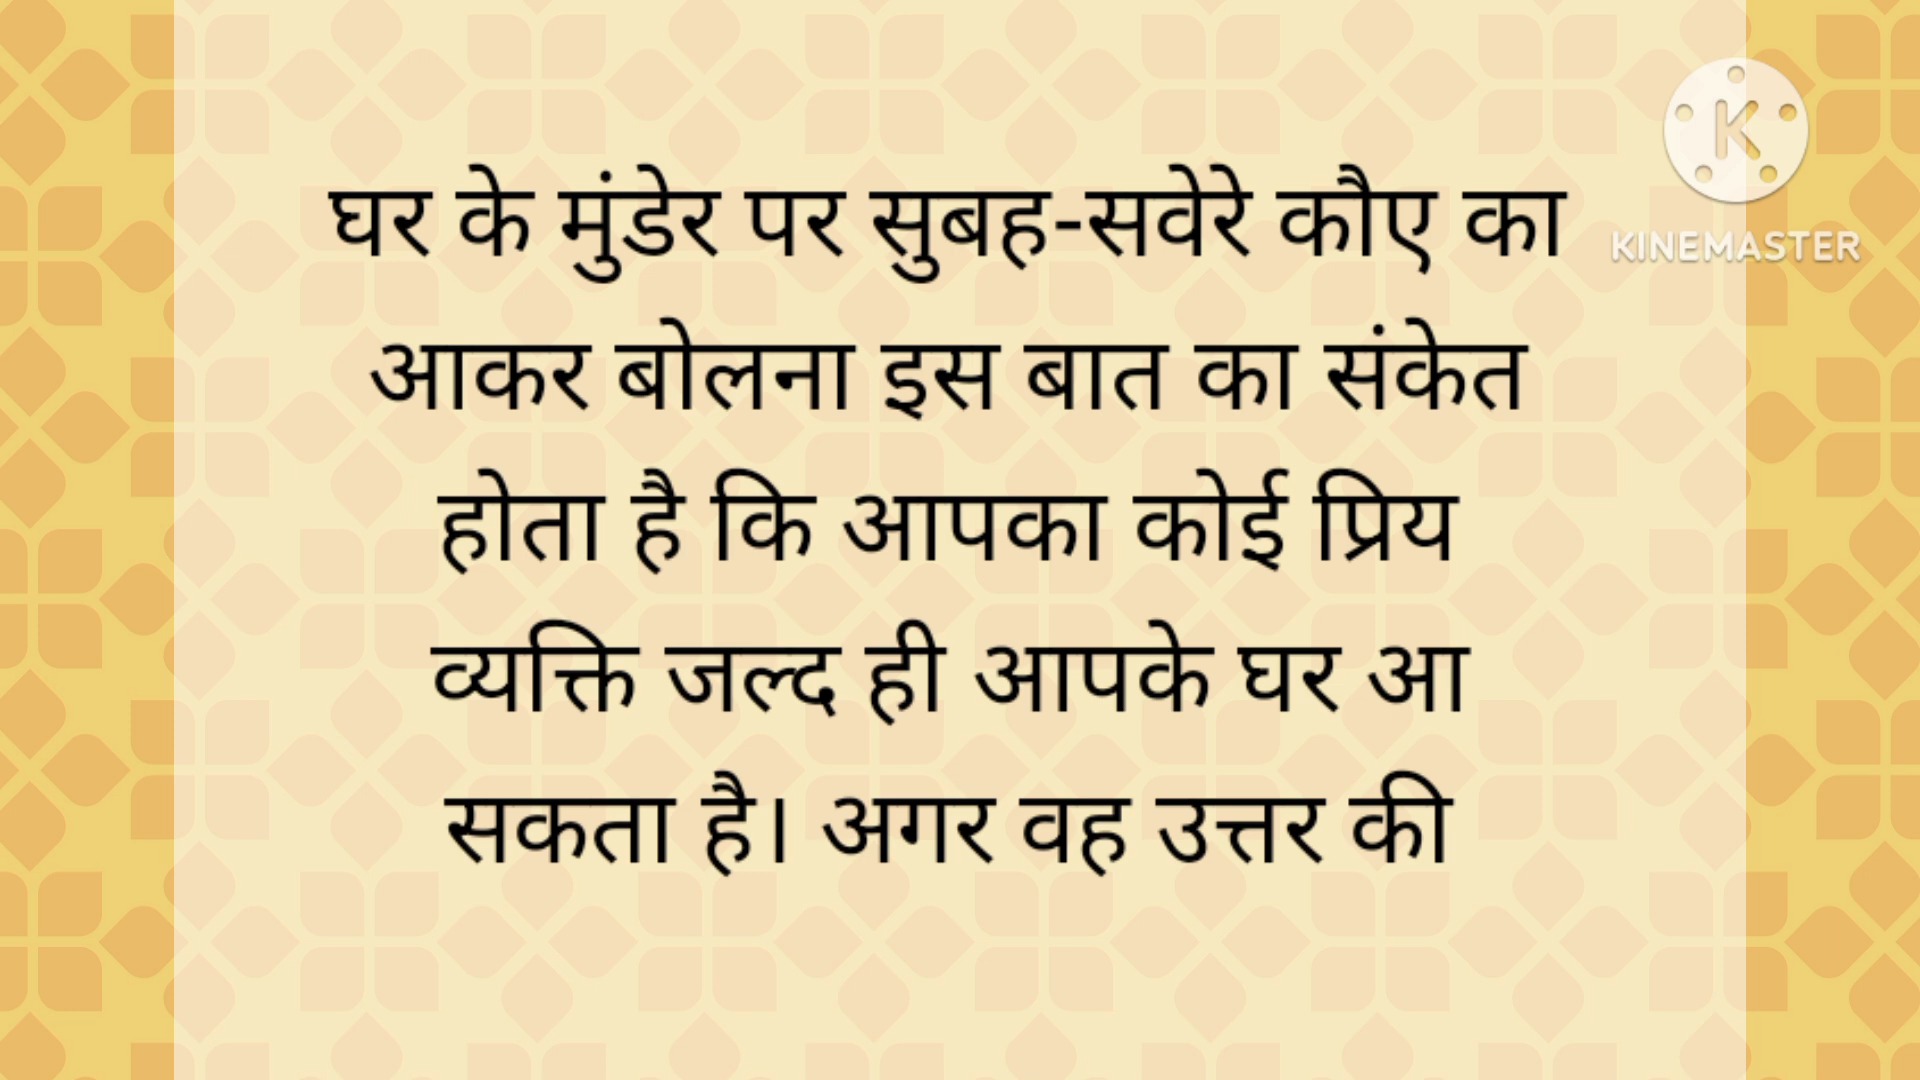 घर के मुंडेर पर सुबह-सवेरे कौए का
आकर बोलना इस बात का संकेत
होता है कि आपका कोई प्रिय
व्यक्ति जल्द ही आपके घर आ
सकता है। अगर वह उत्तर की
K
KINEMASTER